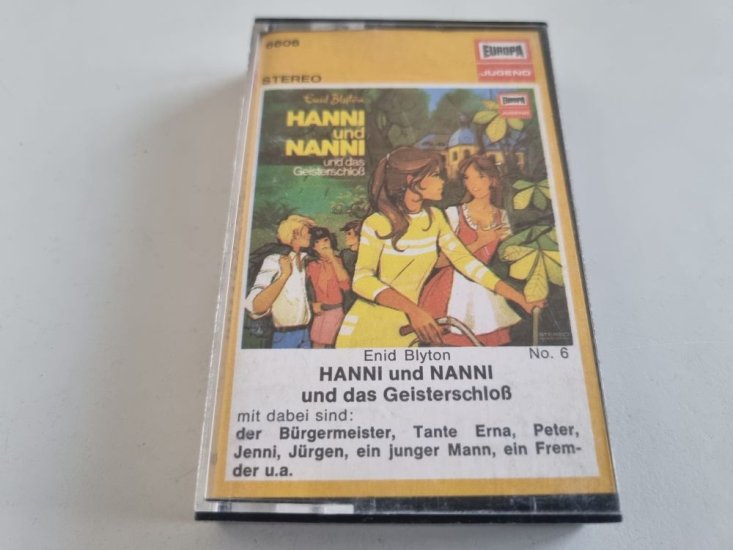 6606
EUROPA
JUGEND
STEREO
Enid Blyton
EUROPA
JUGEND
HANNI
und
NANNI
und das
Geisterschloß
STEREO
Enid Blyton No. 6
HANNI und NANNI
und das Geisterschloß
mit dabei sind:
der Bürgermeister, Tante Erna, Peter,
Jenni, Jürgen, ein junger Mann, ein Frem-
der u.a.